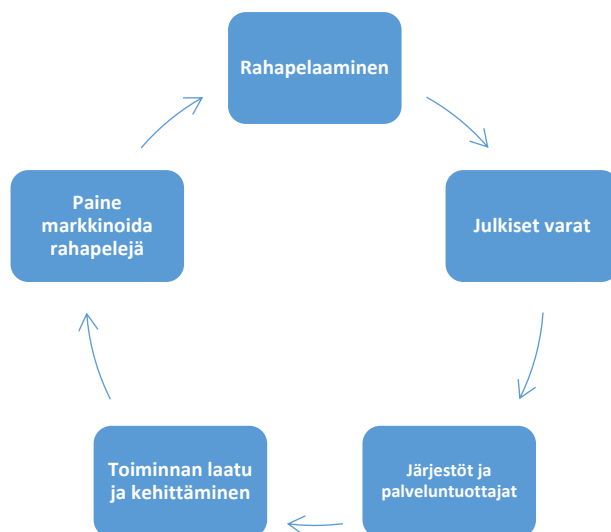 Rahapelaaminen
Julkiset varat
Järjestöt ja
palveluntuottajat
Toiminnan laatu
ja kehittäminen
Paine
markkinoida
rahapelejä